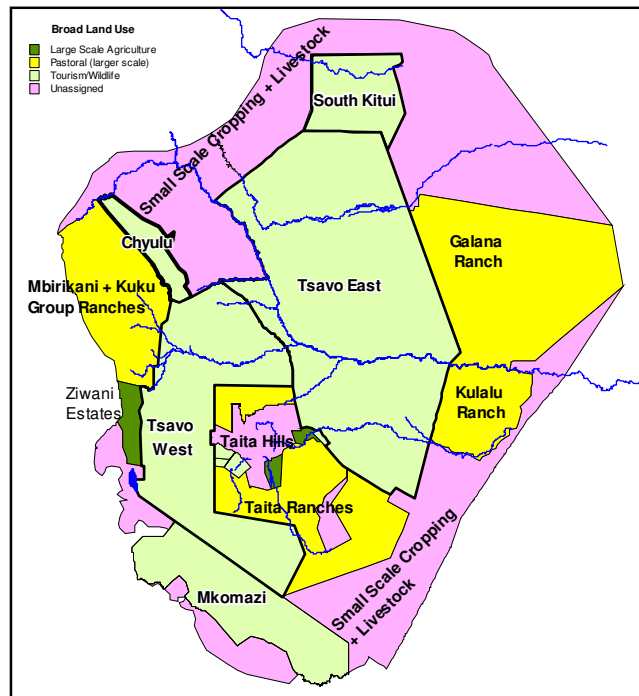 Broad Land Use
Large Scale Agriculture
Pastoral (larger scale)
Tourism/Wildlife
Unassigned
South Kitui
Small Scale Cropping + Livestock
Chyulu
Galana
Ranch
Mbirikani + Kuku
Group Ranches
Tsavo East
Ziwani
Estates
Kulalu
Ranch
Tsavo
West
Taita Hills
Taita Ranches
Small Scale Cropping
+ Livestock
Mkomazi